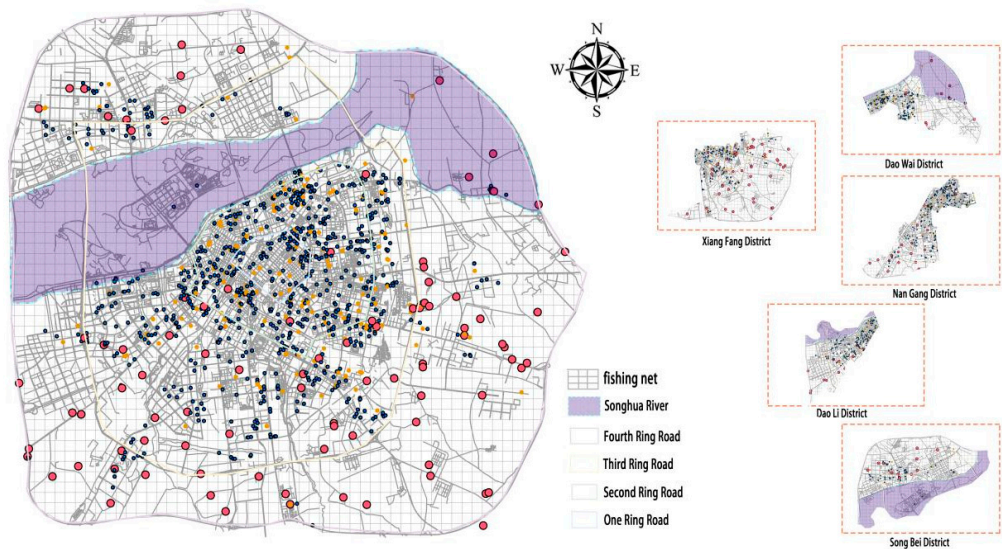 N
W E
S
Dao Wai District
Xiang Fang District
Nan Gang District
Dao Li District
Song Bei District
fishing net
Songhua River
Fourth Ring Road
Third Ring Road
Second Ring Road
One Ring Road